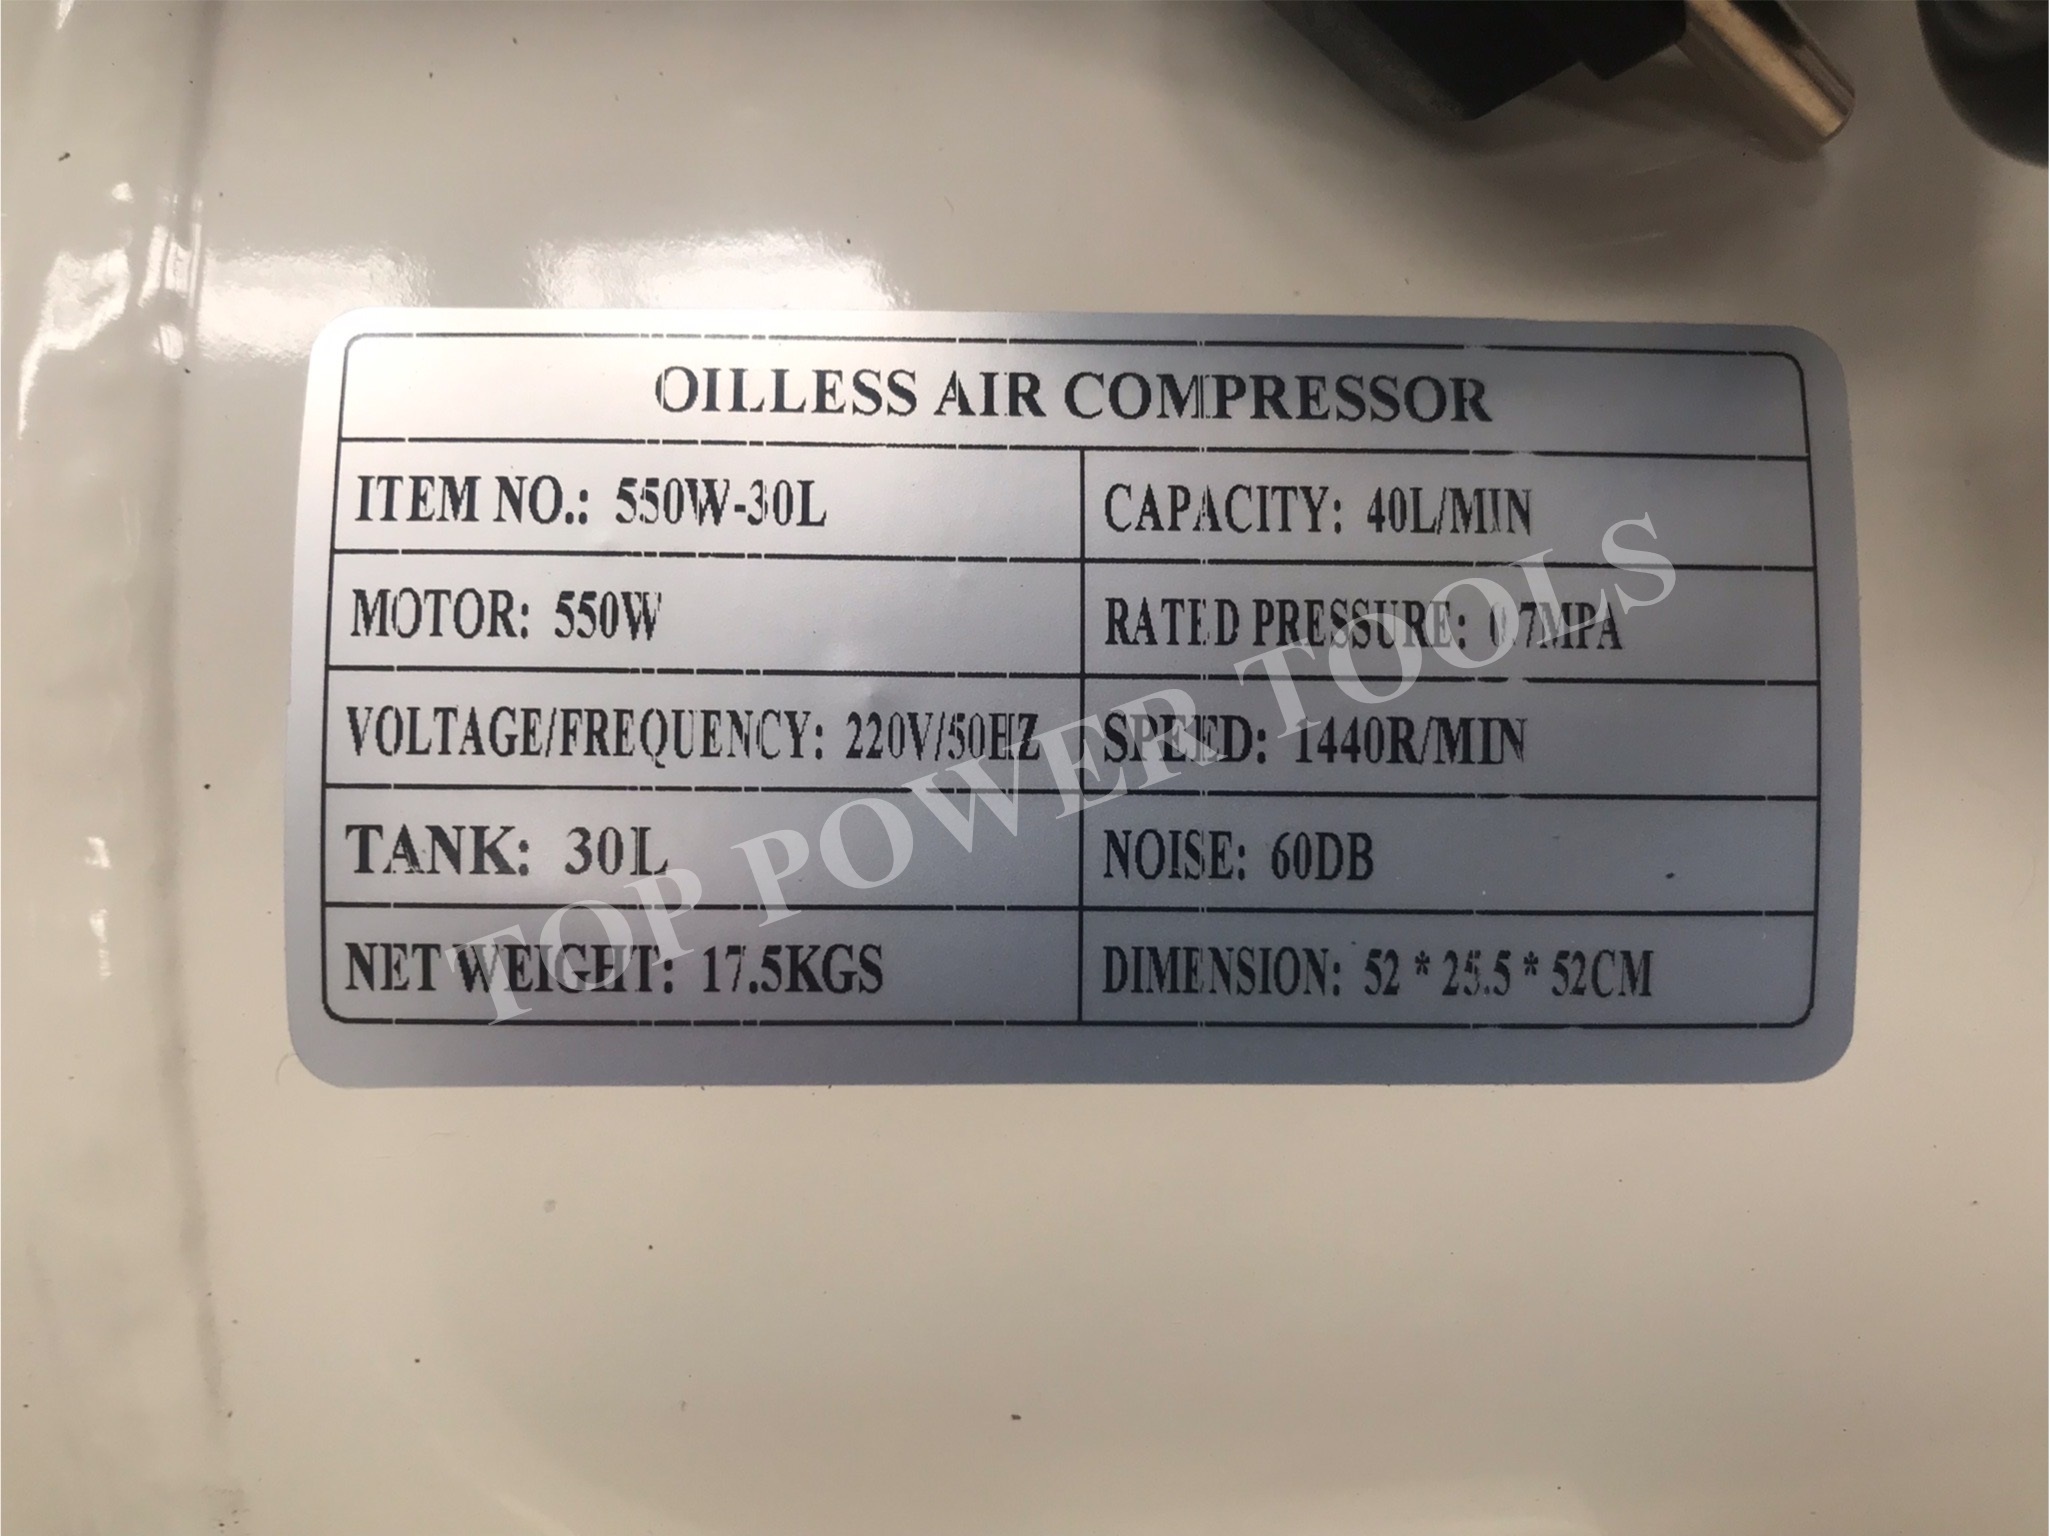 OILLESS AIR COMPRESSOR
ITEM NO.: 550W-30L CAPACITY: 40L/MIN
MOTOR: 550W RATED PRESSURE: 0.7MPA
VOLTAGE/FREQUENCY: 220V/50HZ SPEED: 1440R/MIN
TANK: 30L NOISE: 60DB
NET WEIGHT: 17.5KGS DIMENSION: 52 * 25.5 * 52CM
TOP POWER TOOLS